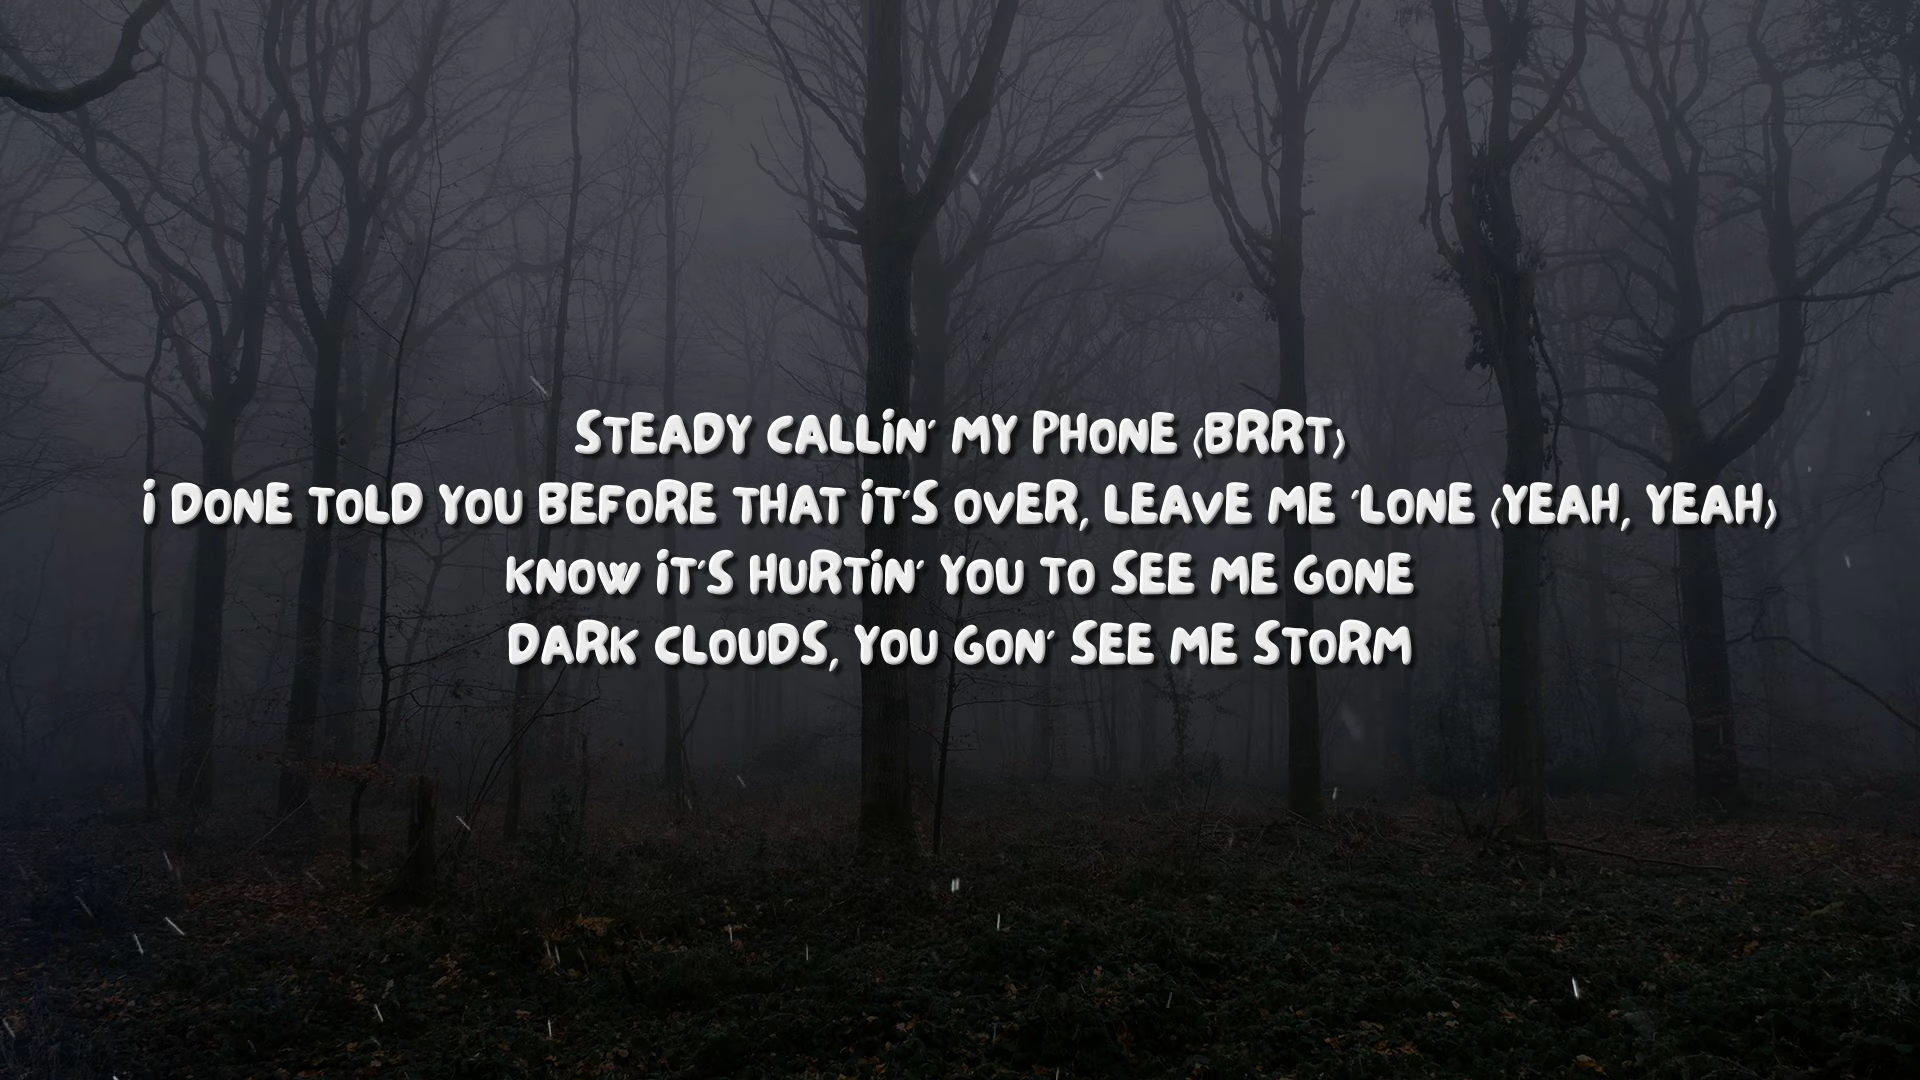 STEADY CALLIN' MY PHONE (BRRT)
I DONE TOLD YOU BEFORE THAT IT'S OVER, LEAVE ME 'LONE (YEAH, YEAH)
KNOW IT'S HURTIN' YOU TO SEE ME GONE
DARK CLOUDS, YOU GON' SEE ME STORM